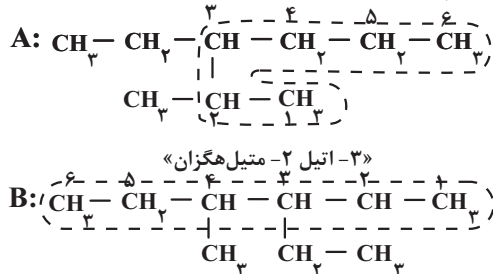 ۳ ۴ ۵ ۶
A: CH۳ — CH۲ — CH — CH۲ — CH۲ — CH۳
CH۳ — CH — CH۳
۲ ۱
«۳- اتیل ۲- متیل‌هگزان»
۶ ۵ ۴ ۳ ۲ ۱
B: CH۳ — CH۲ — CH — CH — CH — CH۳
CH۳ CH۲ — CH۳